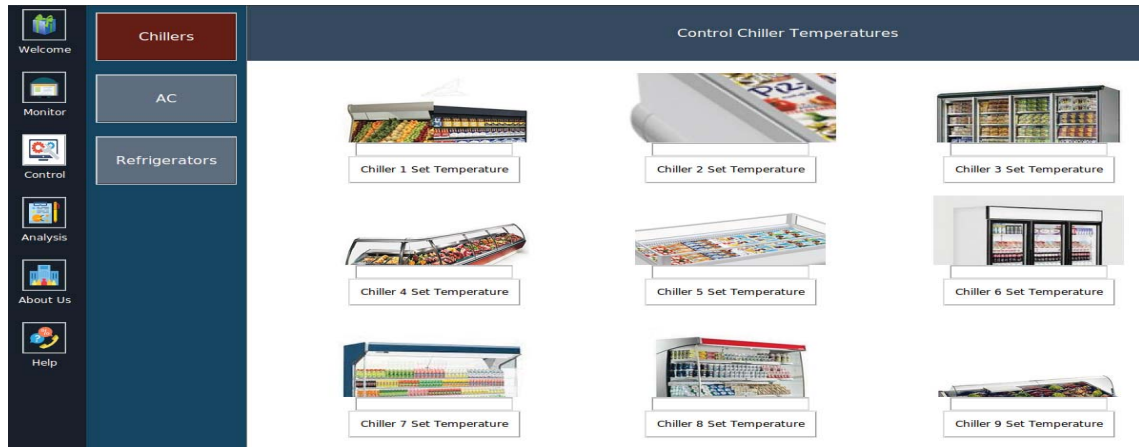 Welcome
Monitor
Control
Analysis
About Us
Help
Chillers
AC
Refrigerators
Control Chiller Temperatures
Pizz
Chiller 1 Set Temperature
Chiller 2 Set Temperature
Chiller 3 Set Temperature
Chiller 4 Set Temperature
Chiller 5 Set Temperature
Chiller 6 Set Temperature
Chiller 7 Set Temperature
Chiller 8 Set Temperature
Chiller 9 Set Temperature